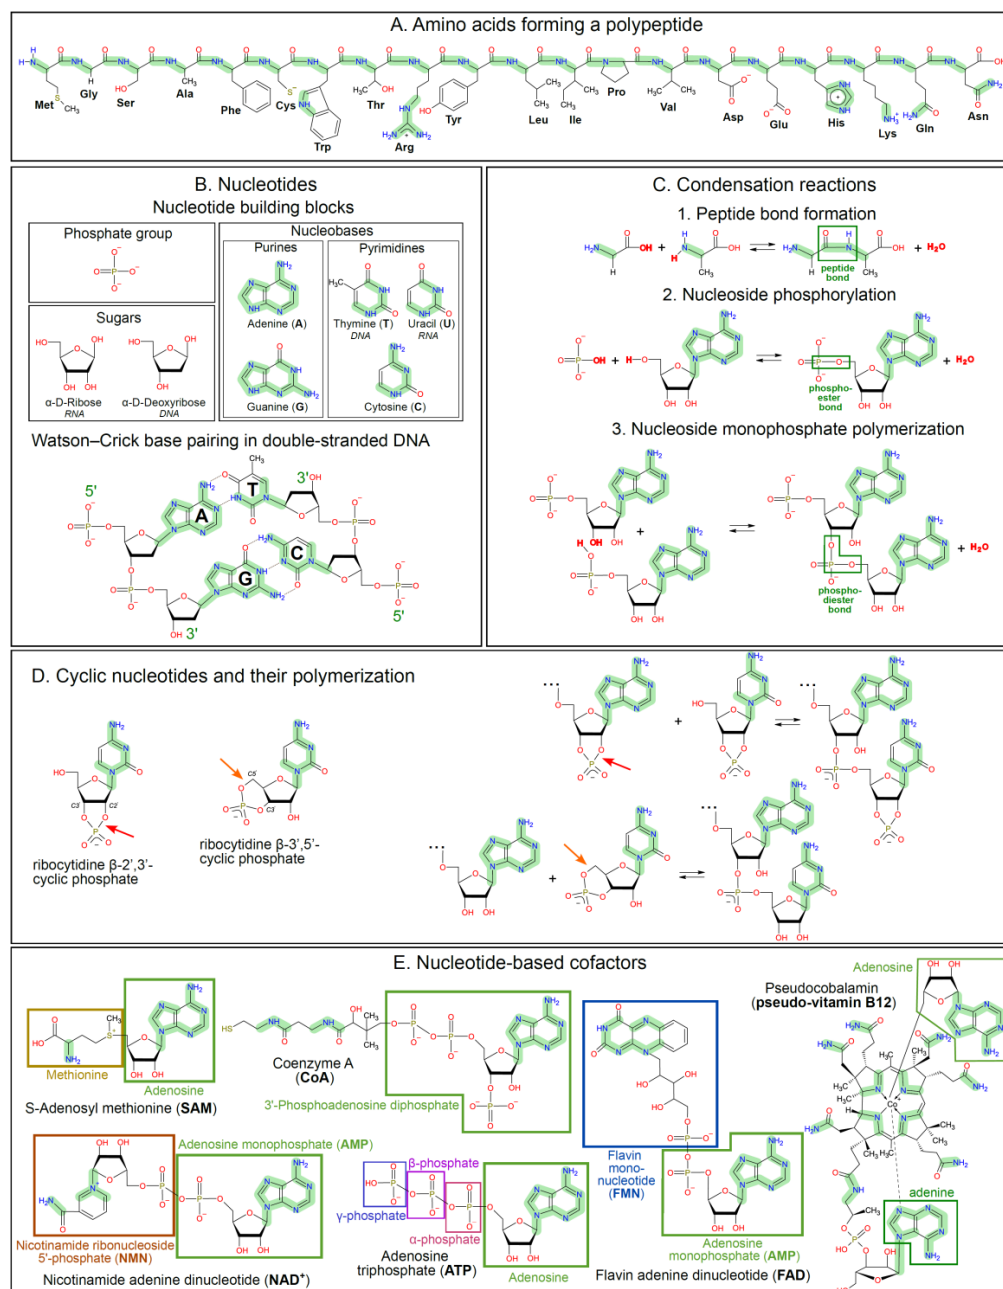 A. Amino acids forming a polypeptide
Met
Gly
Ser
Ala
Phe
Cys
Trp
Thr
Arg
Tyr
Leu
Ile
Pro
Val
Asp
Glu
His
Lys
Gln
Asn
B. Nucleotides
Nucleotide building blocks
Phosphate group
Sugars
α-D-Ribose
RNA
α-D-Deoxyribose
DNA
Nucleobases
Purines
Adenine (A)
Guanine (G)
Pyrimidines
Thymine (T)
DNA
Uracil (U)
RNA
Cytosine (C)
Watson–Crick base pairing in double-stranded DNA
5'
3'
A
T
G
C
3'
5'
C. Condensation reactions
1. Peptide bond formation
peptide
bond
+ H₂O
2. Nucleoside phosphorylation
phospho-
ester
bond
+ H₂O
3. Nucleoside monophosphate polymerization
phospho-
diester
bond
+ H₂O
D. Cyclic nucleotides and their polymerization
C3'
C2'
ribocytidine β-2',3'-
cyclic phosphate
C5'
C3'
ribocytidine β-3',5'-
cyclic phosphate
E. Nucleotide-based cofactors
Methionine
Adenosine
S-Adenosyl methionine (SAM)
Coenzyme A
(CoA)
3'-Phosphoadenosine diphosphate
Flavin
mono-
nucleotide
(FMN)
Adenosine
monophosphate (AMP)
Flavin adenine dinucleotide (FAD)
Pseudocobalamin
(pseudo-vitamin B12)
Adenosine
adenine
Adenosine monophosphate (AMP)
Nicotinamide ribonucleoside
5'-phosphate (NMN)
Nicotinamide adenine dinucleotide (NAD⁺)
β-phosphate
γ-phosphate
α-phosphate
Adenosine
Adenosine
triphosphate (ATP)